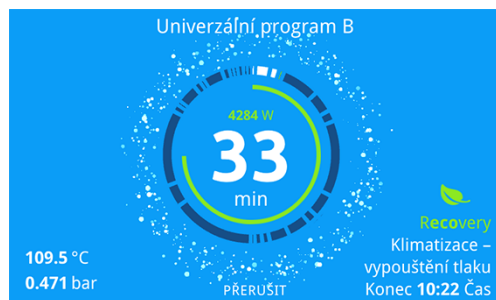 Univerzální program B
4284 W
33
min
Recovery
Klimatizace –
vypouštění tlaku
Konec 10:22 Čas
109.5 °C
0.471 bar
PŘERUŠIT